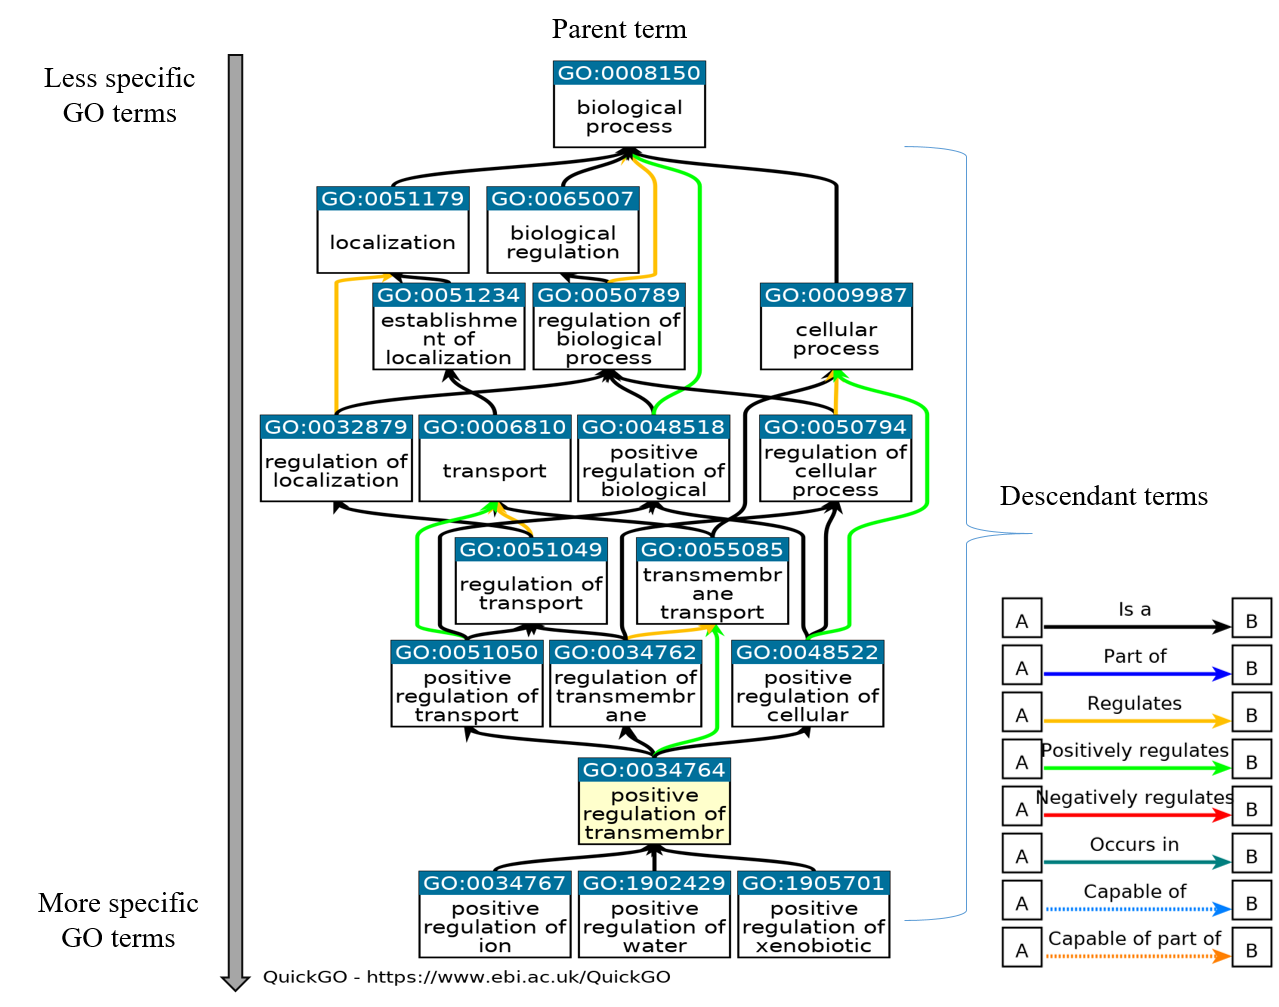 Parent term
Less specific
GO terms
GO:0008150
biological
process
GO:0051179
localization
GO:0065007
biological
regulation
GO:0051234
establishme
nt of
localization
GO:0050789
regulation of
biological
process
GO:0009987
cellular
process
GO:0032879
regulation of
localization
GO:0006810
transport
GO:0048518
positive
regulation of
biological
GO:0050794
regulation of
cellular
process
Descendant terms
GO:0051049
regulation of
transport
GO:0055085
transmembr
ane
transport
GO:0051050
positive
regulation of
transport
GO:0034762
regulation of
transmembr
ane
GO:0048522
positive
regulation of
cellular
GO:0034764
positive
regulation of
transmembr
GO:0034767
positive
regulation of
ion
GO:1902429
positive
regulation of
water
GO:1905701
positive
regulation of
xenobiotic
More specific
GO terms
QuickGO - https://www.ebi.ac.uk/QuickGO
A Is a B
A Part of B
A Regulates B
A Positively regulates B
A Negatively regulates B
A Occurs in B
A Capable of B
A Capable of part of B